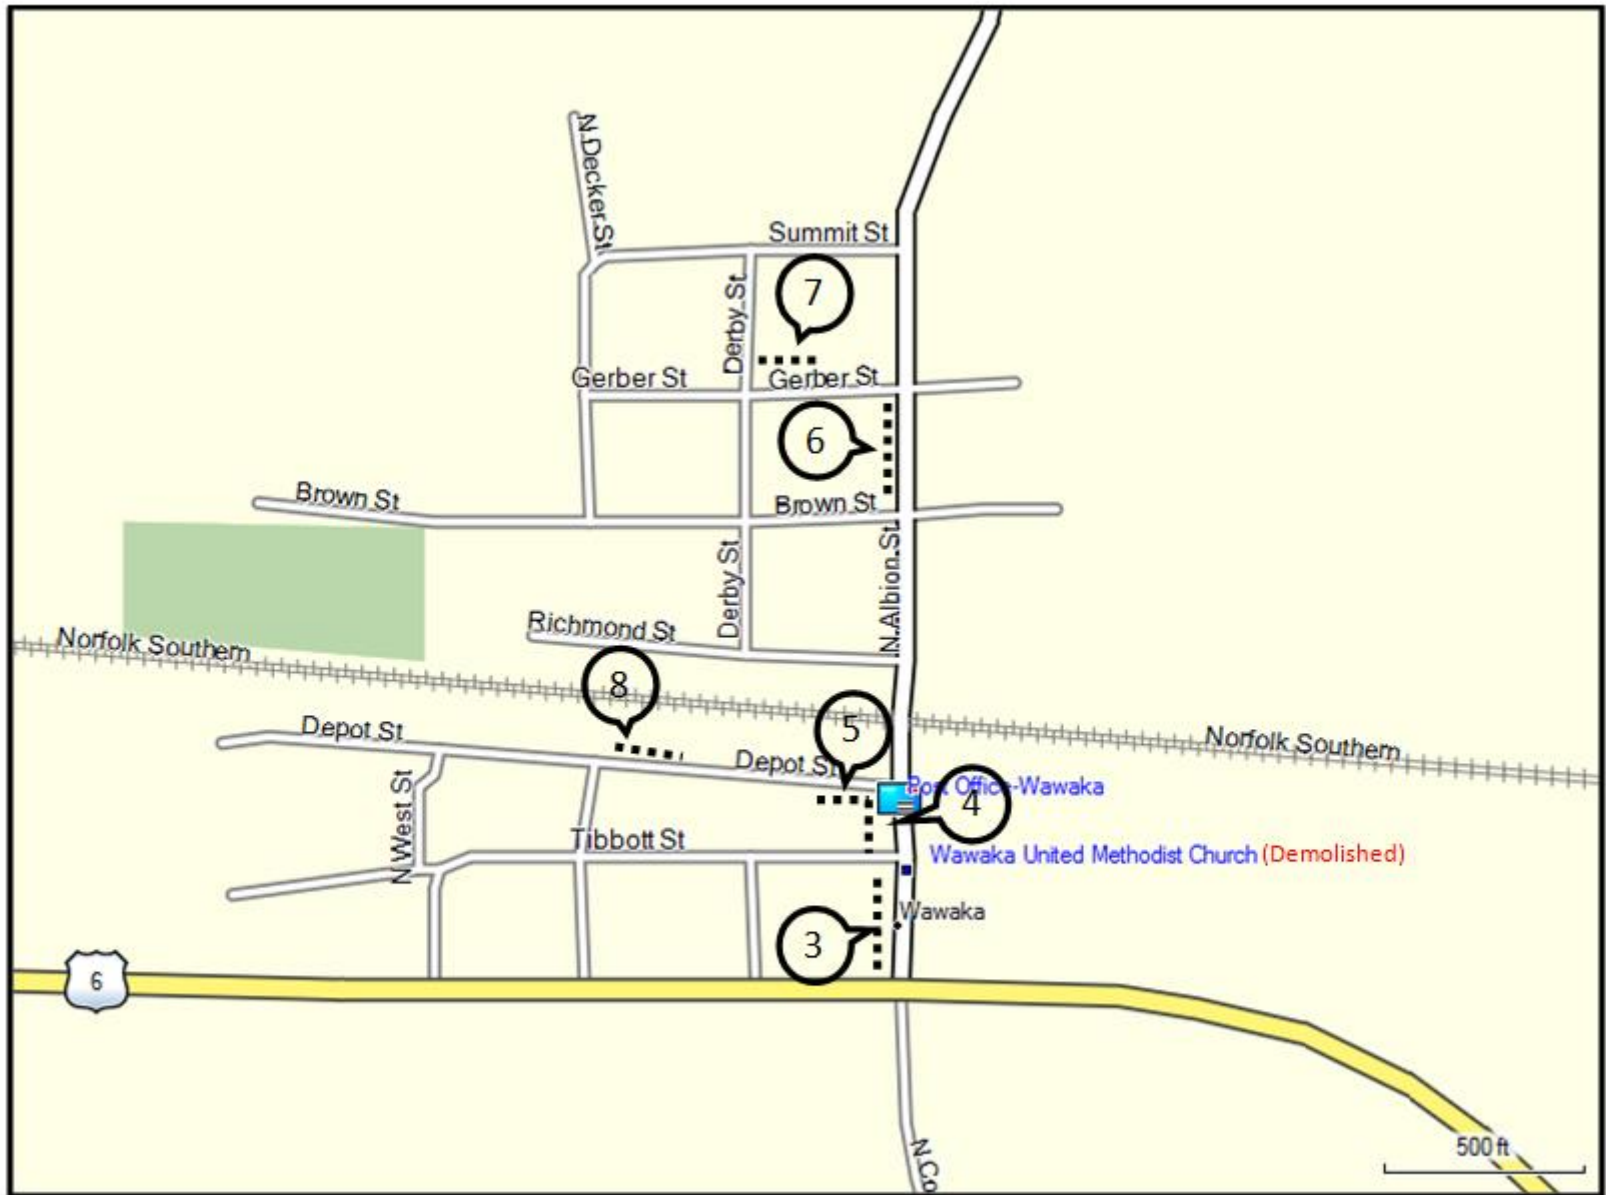 N Decker St
Summit St
7
Derby St
Gerber St
Gerber St
6
Brown St
Brown St
Derby St
N Albion St
Richmond St
Norfolk Southern
8
5
Depot St
Norfolk Southern
Depot St
Post Office-Wawaka
4
N West St
Tibbott St
Wawaka United Methodist Church (Demolished)
Wawaka
3
6
500 ft
N Co